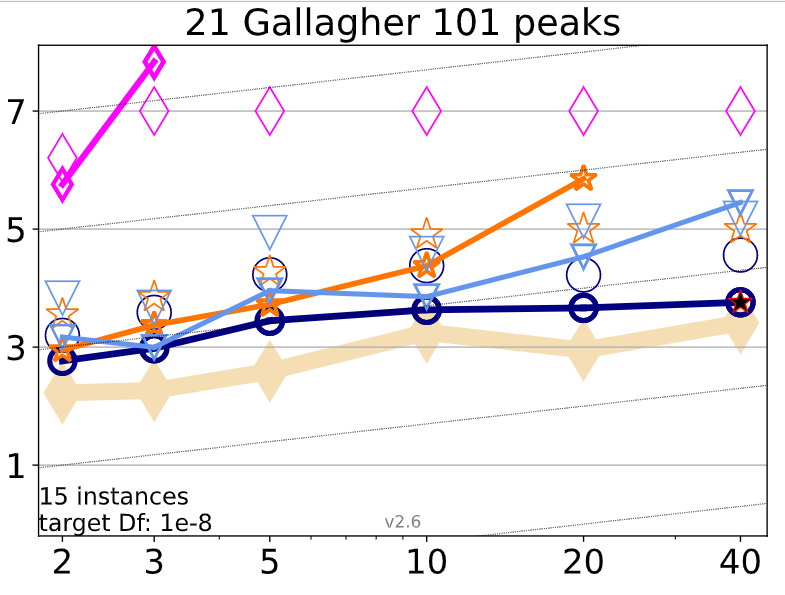 21 Gallagher 101 peaks
7
5
3
1
15 instances
target Df: 1e-8
v2.6
2 3 5 10 20 40